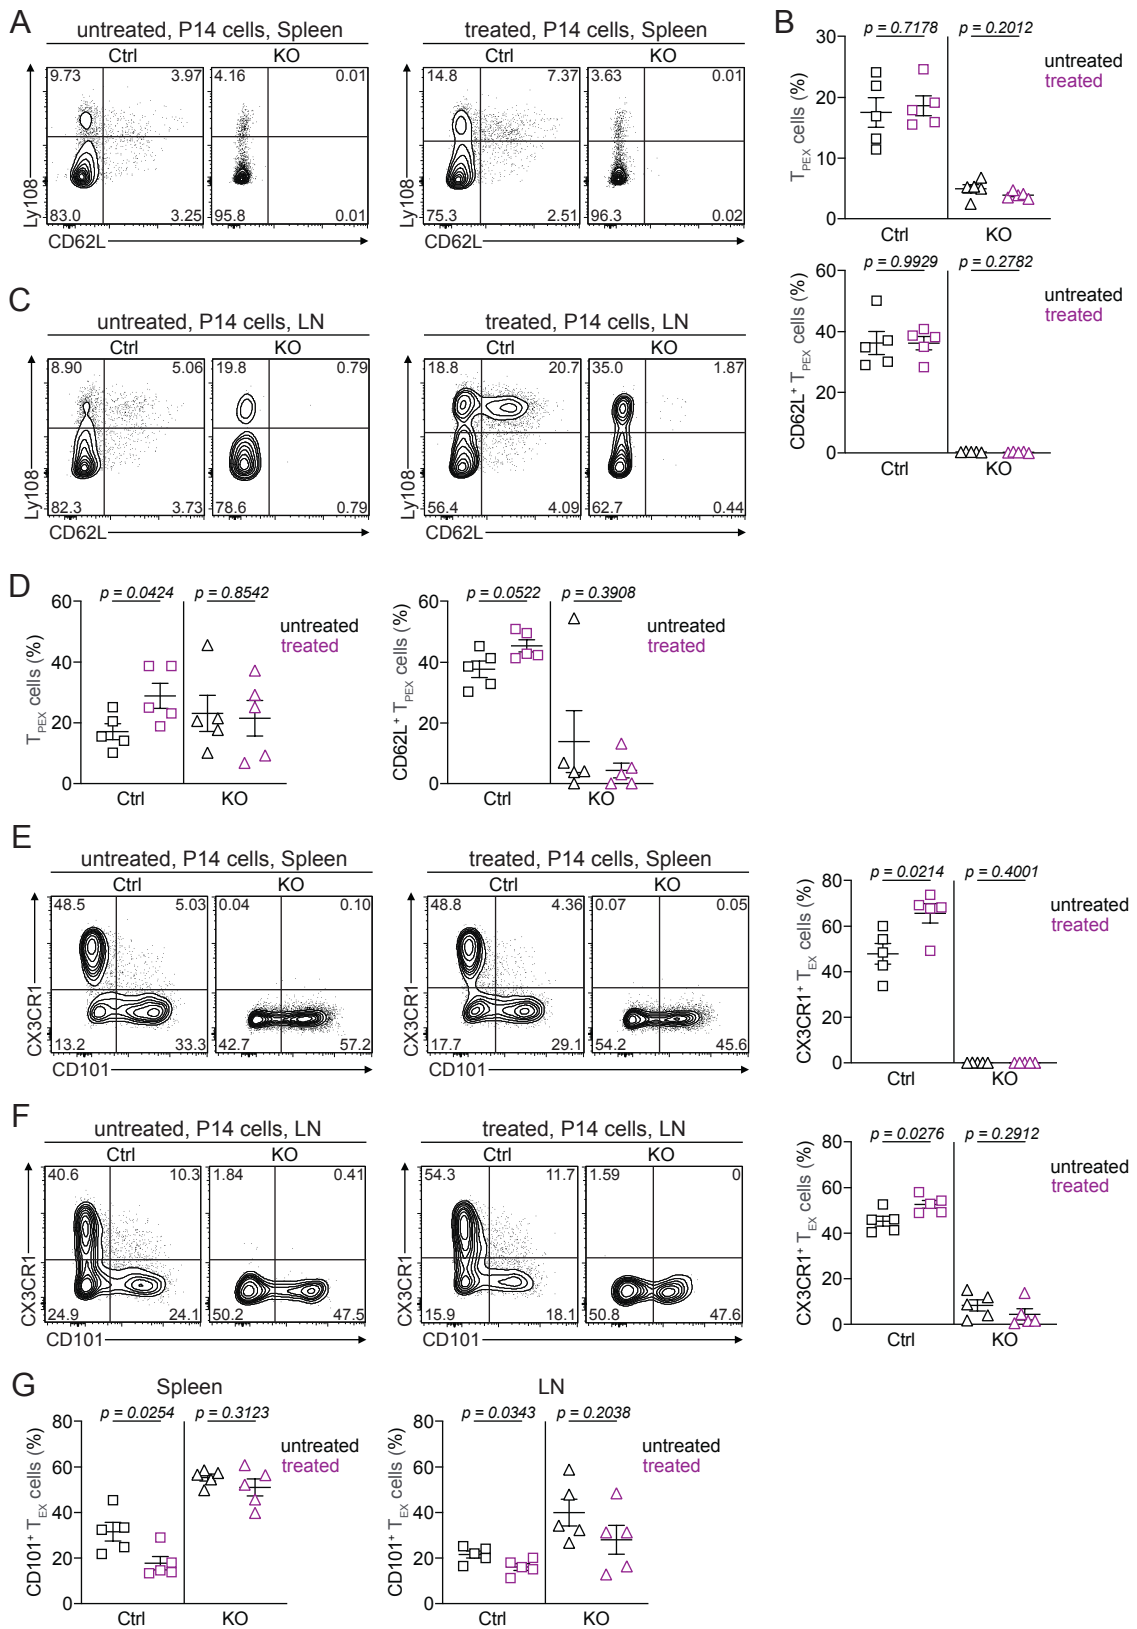 A
untreated, P14 cells, Spleen
Ctrl
KO
9.73
3.97
4.16
0.01
83.0
3.25
95.8
0.01
Ly108
CD62L
treated, P14 cells, Spleen
Ctrl
KO
14.8
7.37
3.63
0.01
75.3
2.51
96.3
0.02
Ly108
CD62L
B
p = 0.7178
p = 0.2012
30
20
10
0
TPEX cells (%)
Ctrl
KO
untreated
treated
p = 0.9929
p = 0.2782
60
40
20
0
CD62L+ TPEX cells (%)
Ctrl
KO
untreated
treated
C
untreated, P14 cells, LN
Ctrl
KO
8.90
5.06
19.8
0.79
82.3
3.73
78.6
0.79
Ly108
CD62L
treated, P14 cells, LN
Ctrl
KO
18.8
20.7
35.0
1.87
56.4
4.09
62.7
0.44
Ly108
CD62L
D
p = 0.0424
p = 0.8542
60
40
20
0
TPEX cells (%)
Ctrl
KO
untreated
treated
p = 0.0522
p = 0.3908
60
40
20
0
CD62L+ TPEX cells (%)
Ctrl
KO
untreated
treated
E
untreated, P14 cells, Spleen
Ctrl
KO
48.5
5.03
0.04
0.10
13.2
33.3
42.7
57.2
CX3CR1
CD101
treated, P14 cells, Spleen
Ctrl
KO
48.8
4.36
0.07
0.05
17.7
29.1
54.2
45.6
CX3CR1
CD101
p = 0.0214
p = 0.4001
80
60
40
20
0
CX3CR1+ TEX cells (%)
Ctrl
KO
untreated
treated
F
untreated, P14 cells, LN
Ctrl
KO
40.6
10.3
1.84
0.41
24.9
24.1
50.2
47.5
CX3CR1
CD101
treated, P14 cells, LN
Ctrl
KO
54.3
11.7
1.59
0
15.9
18.1
50.8
47.6
CX3CR1
CD101
p = 0.0276
p = 0.2912
80
60
40
20
0
CX3CR1+ TEX cells (%)
Ctrl
KO
untreated
treated
G
Spleen
p = 0.0254
p = 0.3123
80
60
40
20
0
CD101+ TEX cells (%)
Ctrl
KO
untreated
treated
LN
p = 0.0343
p = 0.2038
80
60
40
20
0
CD101+ TEX cells (%)
Ctrl
KO
untreated
treated